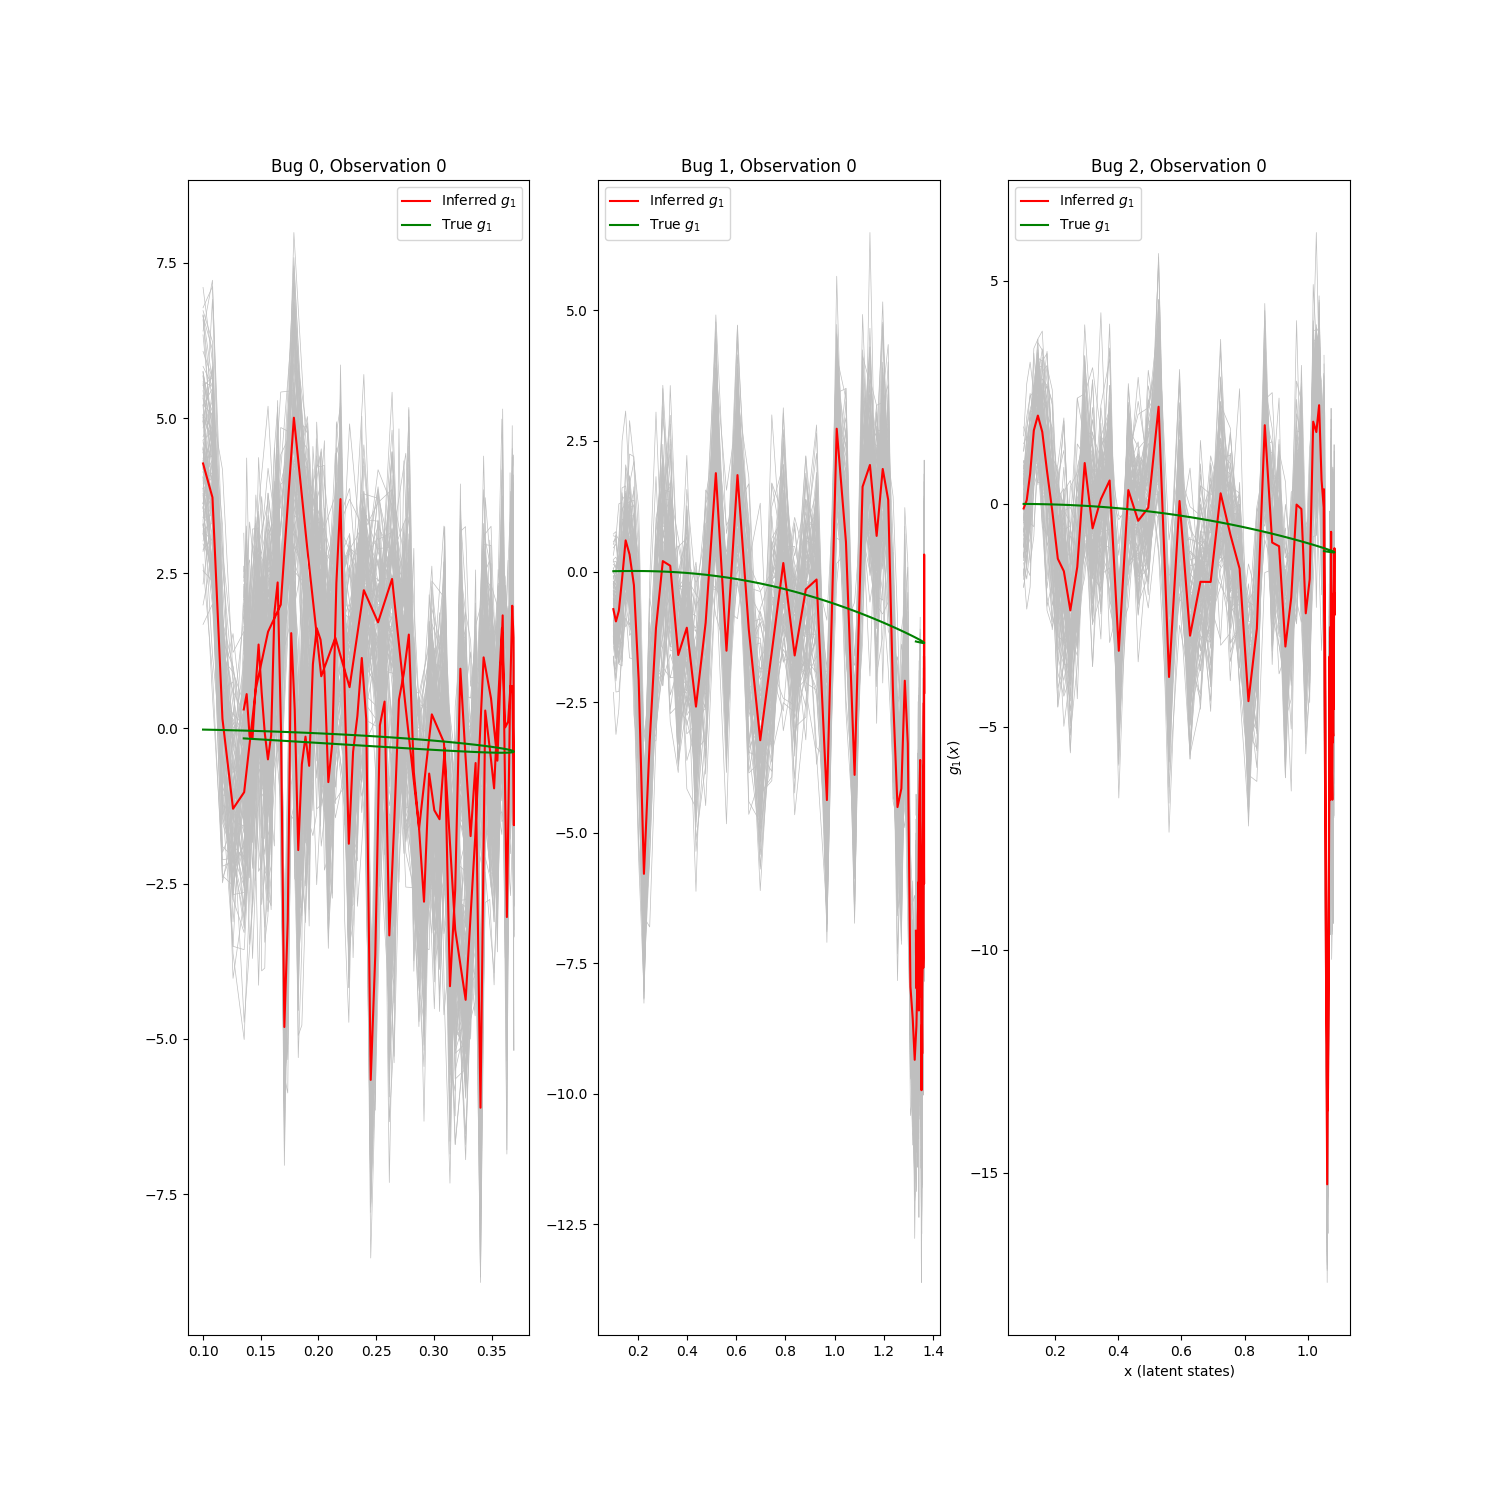 Bug 0, Observation 0
Inferred g₁
True g₁
7.5
5.0
2.5
0.0
−2.5
−5.0
−7.5
0.10 0.15 0.20 0.25 0.30 0.35
Bug 1, Observation 0
Inferred g₁
True g₁
5.0
2.5
0.0
−2.5
−5.0
−7.5
−10.0
−12.5
0.2 0.4 0.6 0.8 1.0 1.2 1.4
Bug 2, Observation 0
Inferred g₁
True g₁
g₁(x)
5
0
−5
−10
−15
0.2 0.4 0.6 0.8 1.0
x (latent states)